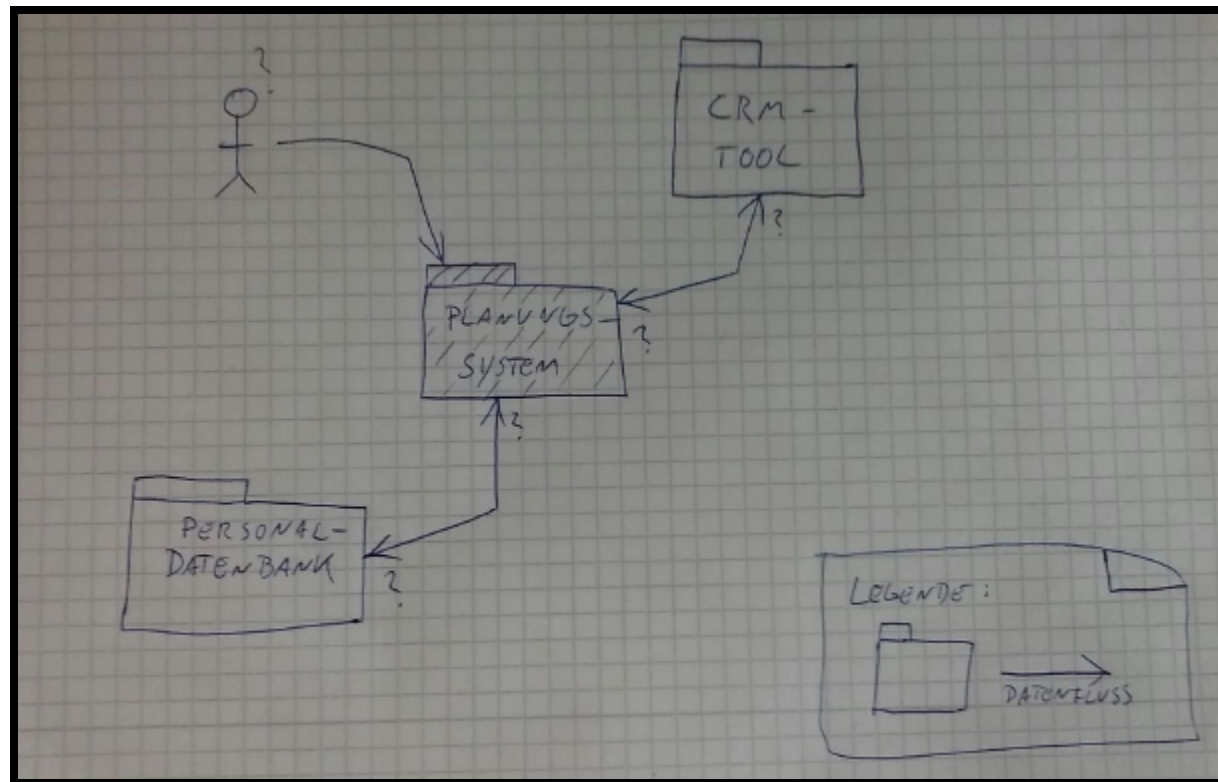 ?
CRM -
TOOL
?
PLANUNGS-
SYSTEM
?
?
PERSONAL-
DATENBANK
?
LEGENDE:
DATENFLUSS